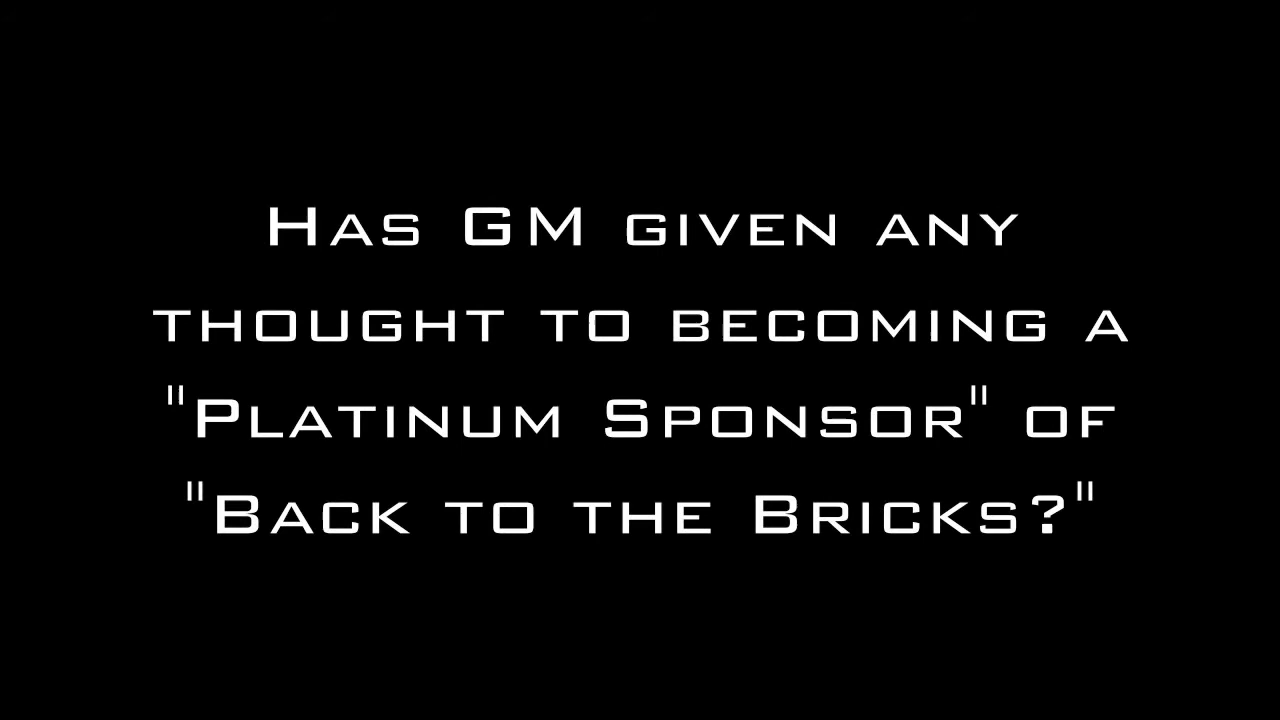 Has GM given any
thought to becoming a
"Platinum Sponsor" of
"Back to the Bricks?"